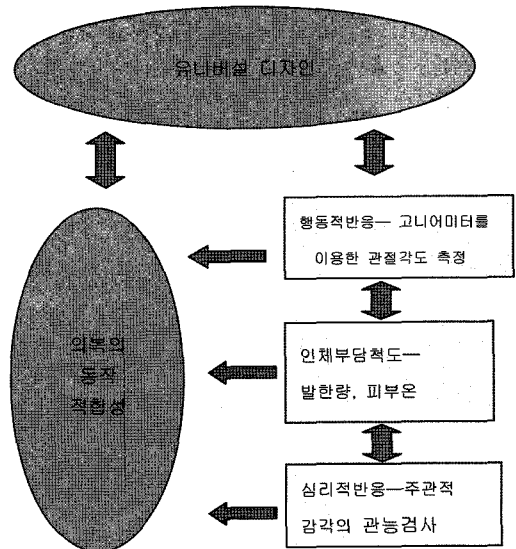 유니버설 디자인
행동적반응— 고니어미터를
이용한 관절각도 측정
의복의
동작
적합성
인체부담척도—
발한량, 피부온
심리적반응—주관적
감각의 관능검사